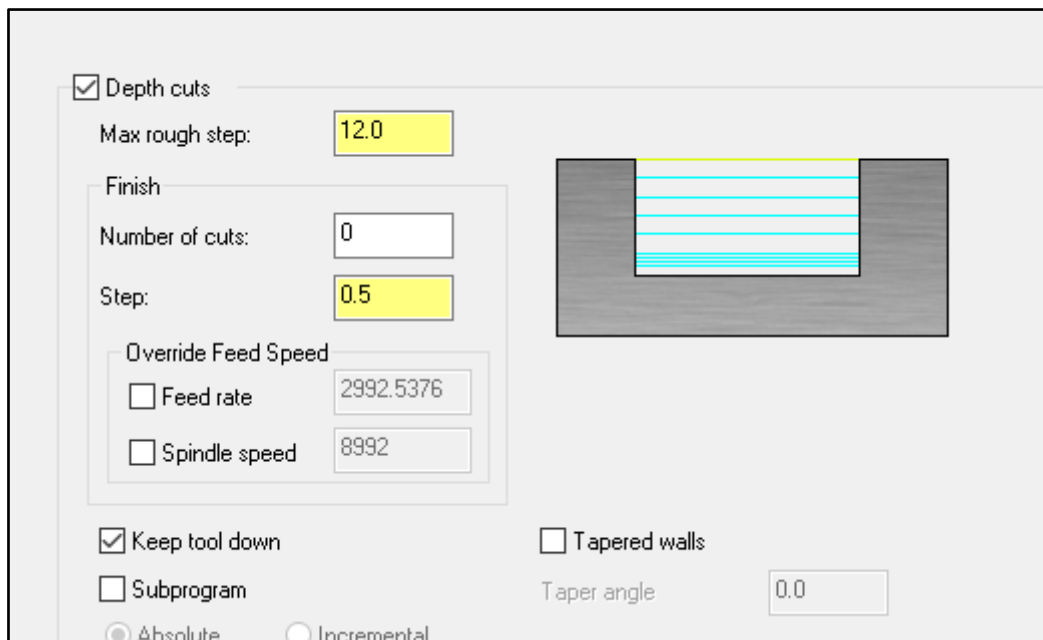 Depth cuts
Max rough step: 12.0
Finish
Number of cuts: 0
Step: 0.5
Override Feed Speed
Feed rate 2992.5376
Spindle speed 8992
Keep tool down
Tapered walls
Subprogram
Taper angle 0.0
Absolute Incremental